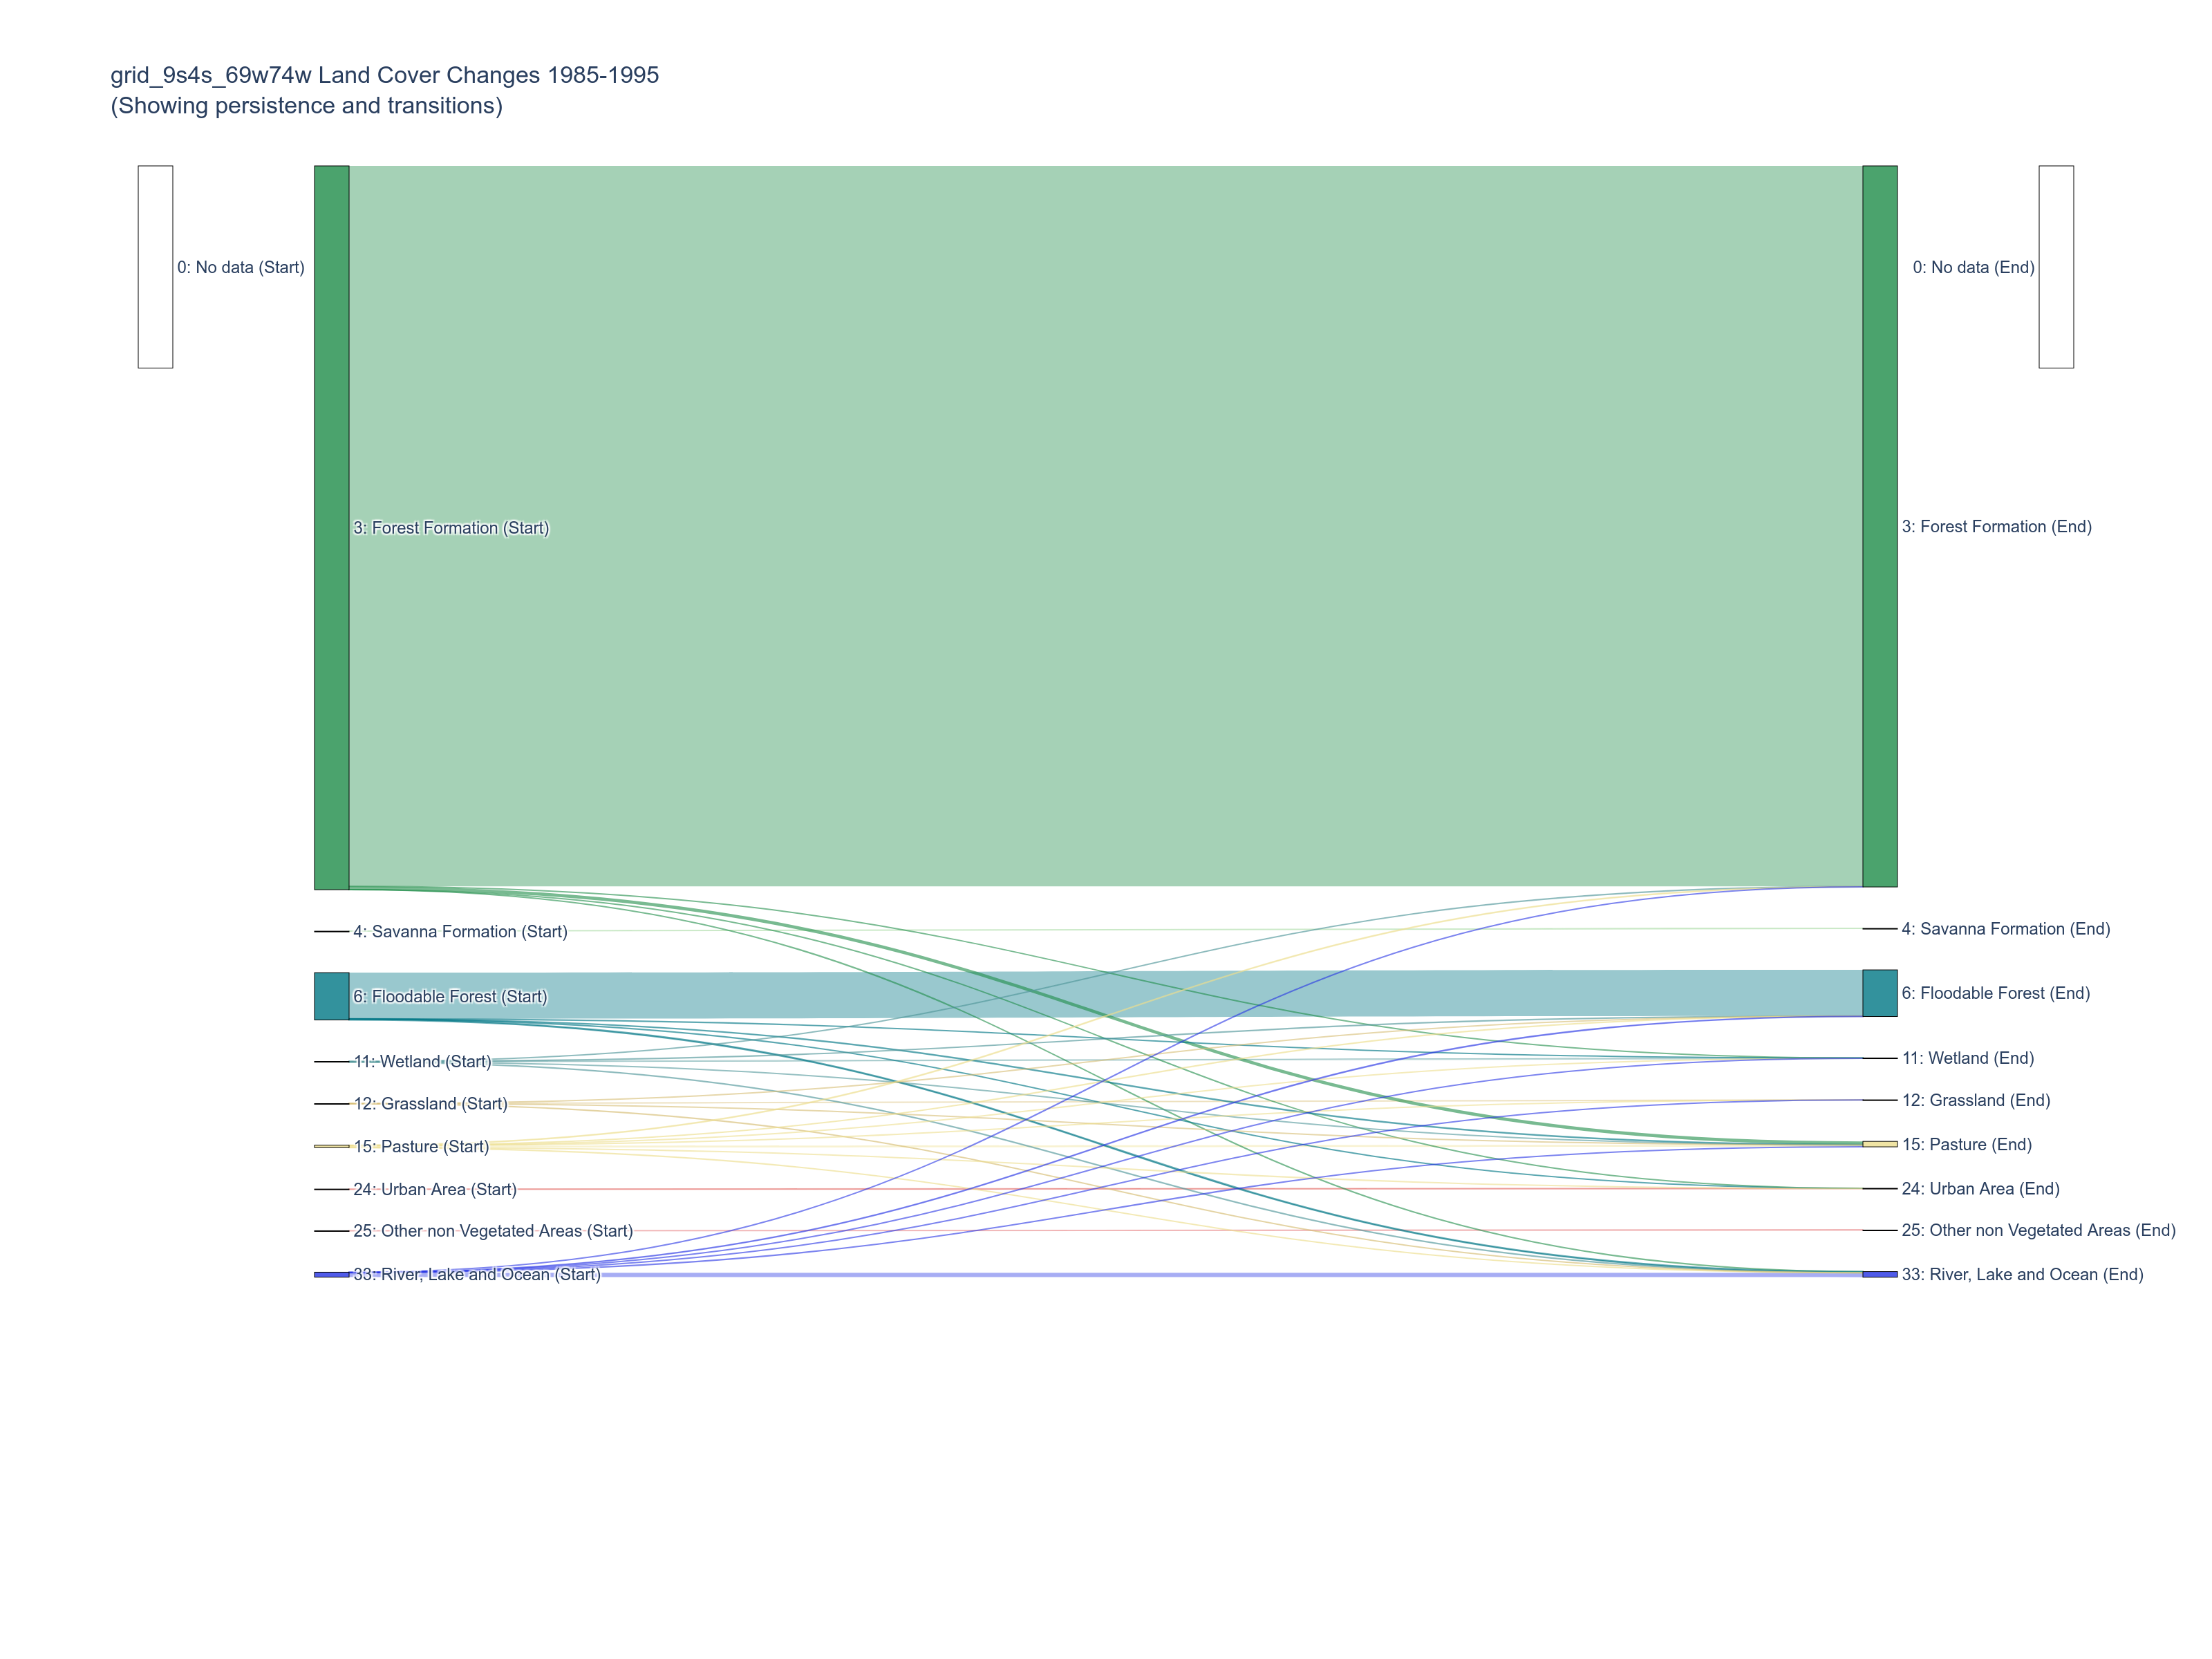 grid_9s4s_69w74w Land Cover Changes 1985-1995
(Showing persistence and transitions)
0: No data (Start)
0: No data (End)
3: Forest Formation (Start)
3: Forest Formation (End)
4: Savanna Formation (Start)
4: Savanna Formation (End)
6: Floodable Forest (Start)
6: Floodable Forest (End)
11: Wetland (Start)
11: Wetland (End)
12: Grassland (Start)
12: Grassland (End)
15: Pasture (Start)
15: Pasture (End)
24: Urban Area (Start)
24: Urban Area (End)
25: Other non Vegetated Areas (Start)
25: Other non Vegetated Areas (End)
33: River, Lake and Ocean (Start)
33: River, Lake and Ocean (End)